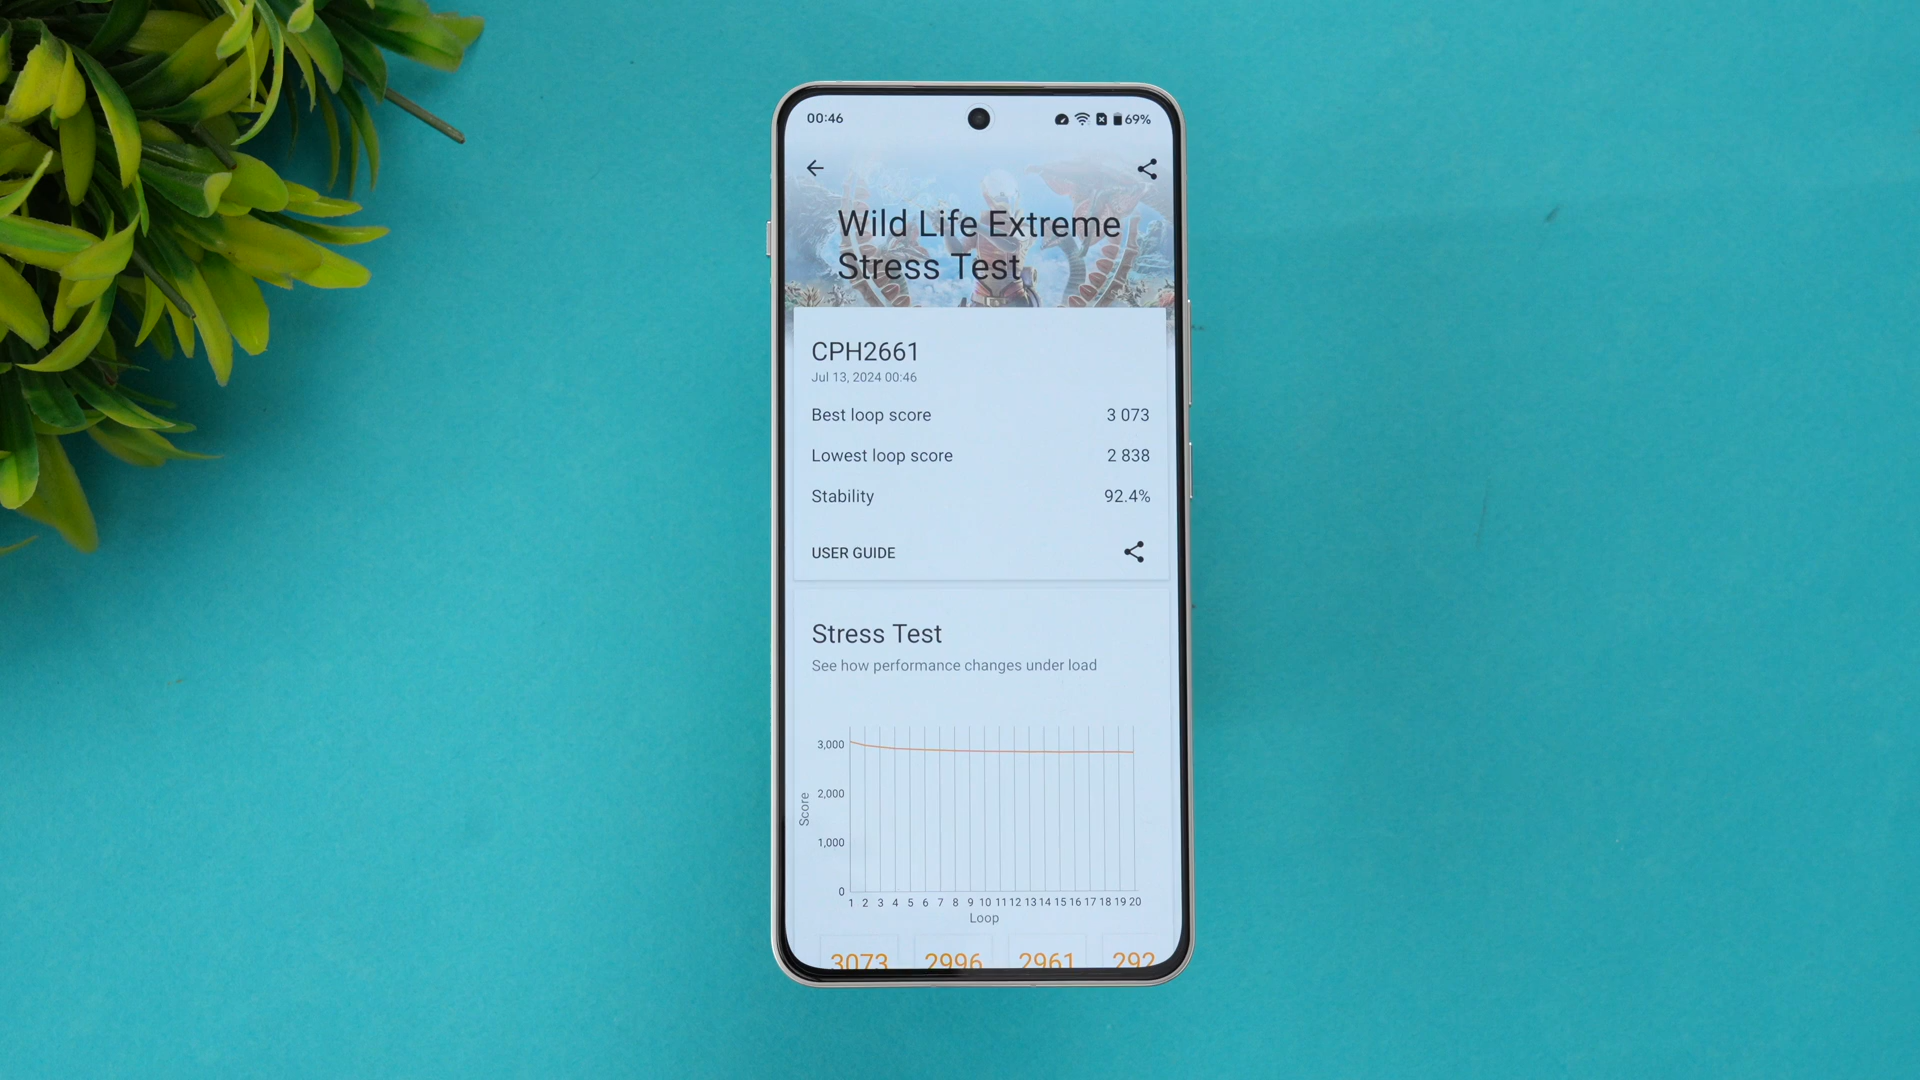 00:46
69%
Wild Life Extreme
Stress Test
CPH2661
Jul 13, 2024 00:46
Best loop score 3 073
Lowest loop score 2 838
Stability 92.4%
USER GUIDE
Stress Test
See how performance changes under load
3,000
2,000
1,000
0
Score
1 2 3 4 5 6 7 8 9 10 11 12 13 14 15 16 17 18 19 20
Loop
3073 2996 2961 292